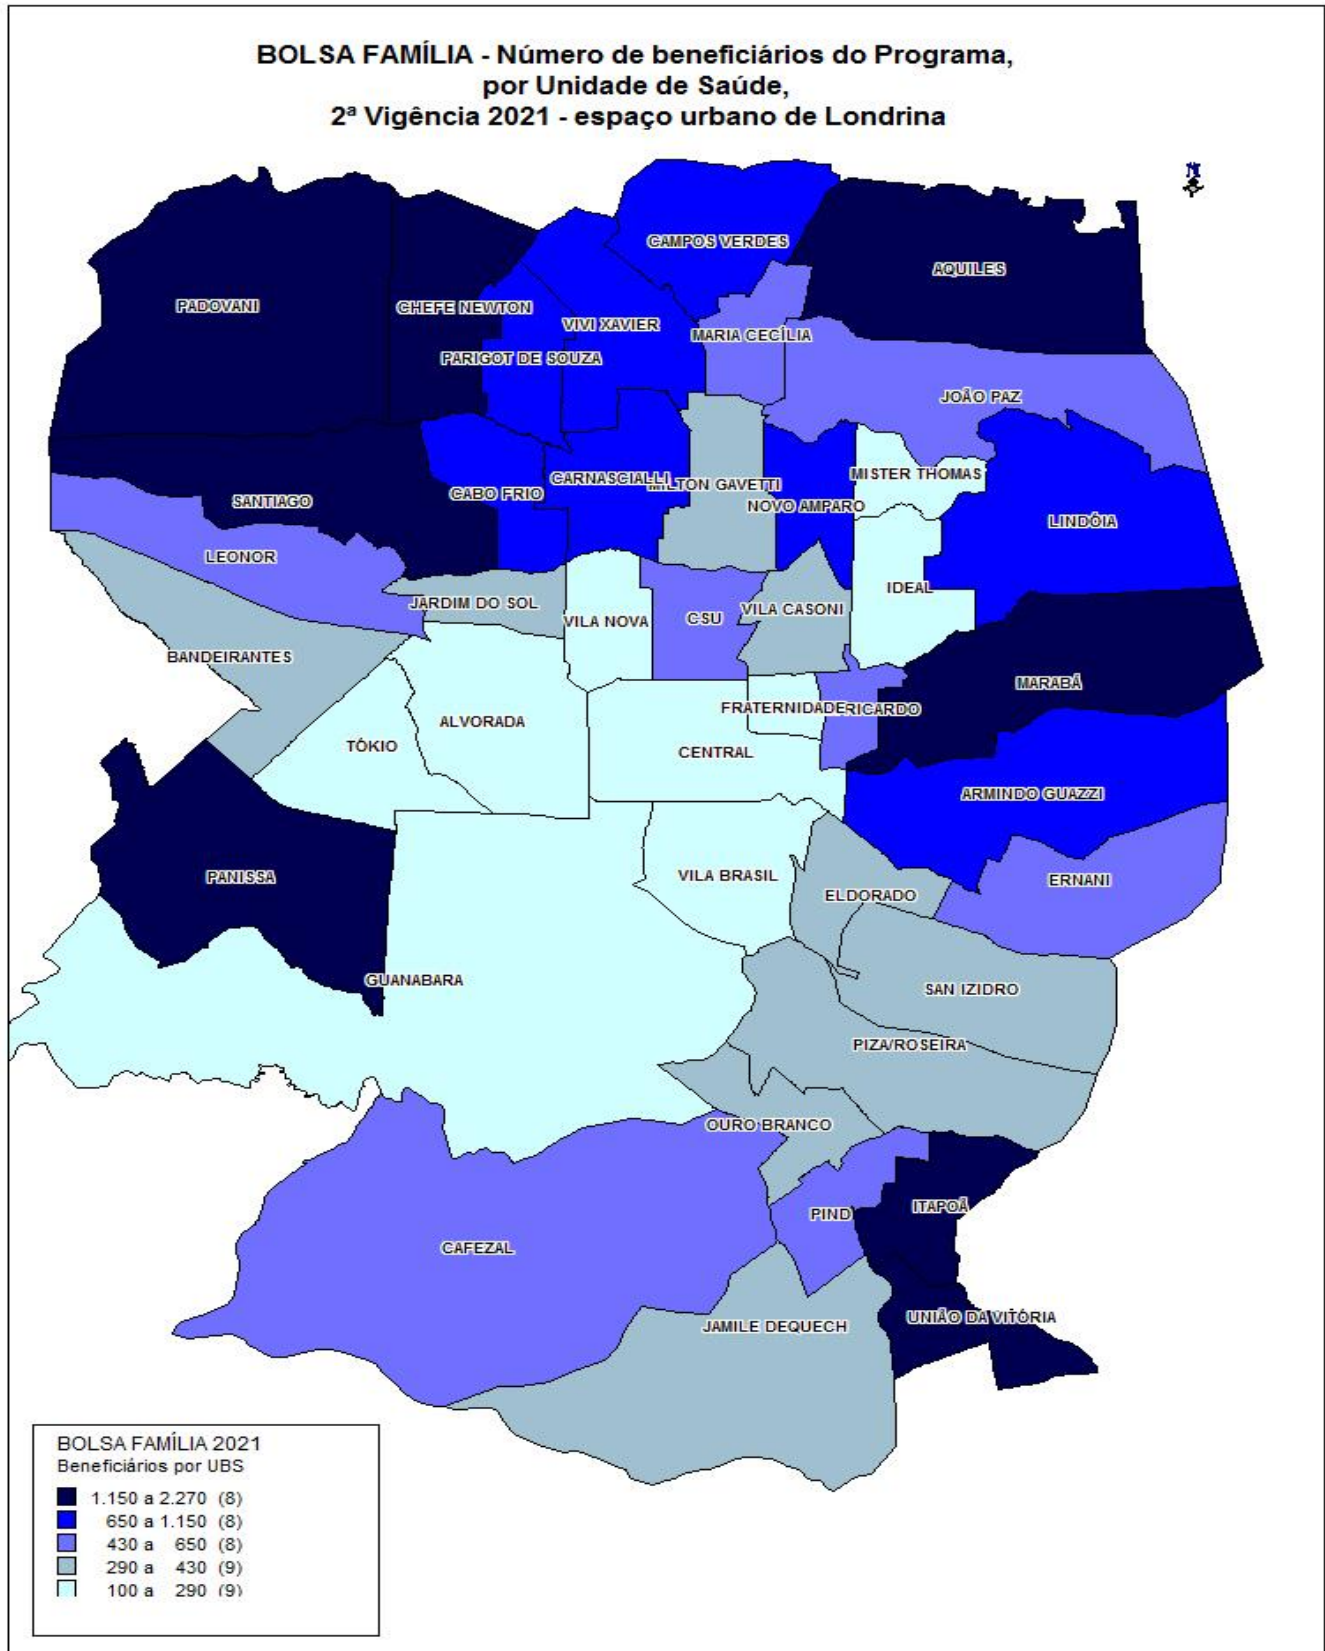 BOLSA FAMÍLIA - Número de beneficiários do Programa,
por Unidade de Saúde,
2ª Vigência 2021 - espaço urbano de Londrina
N
CAMPOS VERDES
AQUILES
PADOVANI
CHEFE NEWTON
VIVI XAVIER
MARIA CECÍLIA
PARIGOT DE SOUZA
JOÃO PAZ
MISTER THOMAS
CARNASCIALLI
MILTON GAVETTI
CABO FRIO
SANTIAGO
NOVO AMPARO
LINDÓIA
LEONOR
IDEAL
JARDIM DO SOL
VILA CASONI
VILA NOVA
CSU
BANDEIRANTES
MARABÁ
FRATERNIDADE
RICARDO
ALVORADA
TÓKIO
CENTRAL
ARMINDO GUAZZI
PANISSA
VILA BRASIL
ERNANI
ELDORADO
GUANABARA
SAN IZIDRO
PIZA/ROSEIRA
OURO BRANCO
ITAPOÃ
PIND
CAFEZAL
UNIÃO DA VITÓRIA
JAMILE DEQUECH
BOLSA FAMÍLIA 2021
Beneficiários por UBS
1.150 a 2.270 (8)
650 a 1.150 (8)
430 a 650 (8)
290 a 430 (9)
100 a 290 (9)